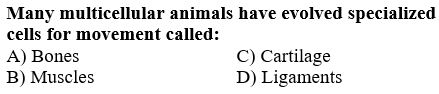 Many multicellular animals have evolved specialized
cells for movement called:
A) Bones C) Cartilage
B) Muscles D) Ligaments